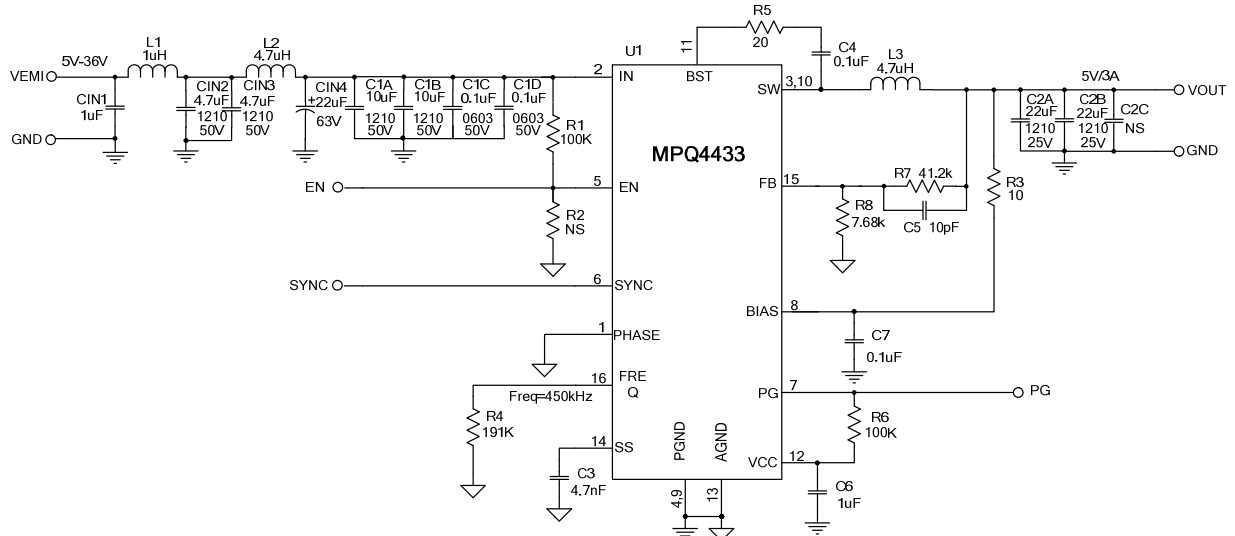 R5
20
C4
0.1uF
11
BST
U1
L1
1uH
L2
4.7uH
L3
4.7uH
5V-36V
VEMI
CIN1
1uF
GND
CIN2
4.7uF
1210
50V
CIN3
4.7uF
1210
50V
CIN4
+
22uF
63V
C1A
10uF
1210
50V
C1B
10uF
1210
50V
C1C
0.1uF
0603
50V
C1D
0.1uF
0603
50V
R1
100K
2
IN
SW
3,10
5V/3A
VOUT
C2A
22uF
1210
25V
C2B
22uF
1210
25V
C2C
NS
GND
MPQ4433
EN
5
EN
R2
NS
FB
15
R7
41.2k
R8
7.68k
C5
10pF
R3
10
SYNC
6
SYNC
BIAS
8
C7
0.1uF
1
PHASE
16
FRE
Q
Freq=450kHz
R4
191K
PG
7
PG
R6
100K
14
SS
C3
4.7nF
VCC
12
C6
1uF
PGND
AGND
4,9
13